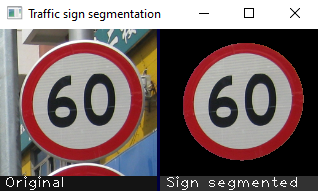 Traffic sign segmentation
60
60
Original
Sign segmented